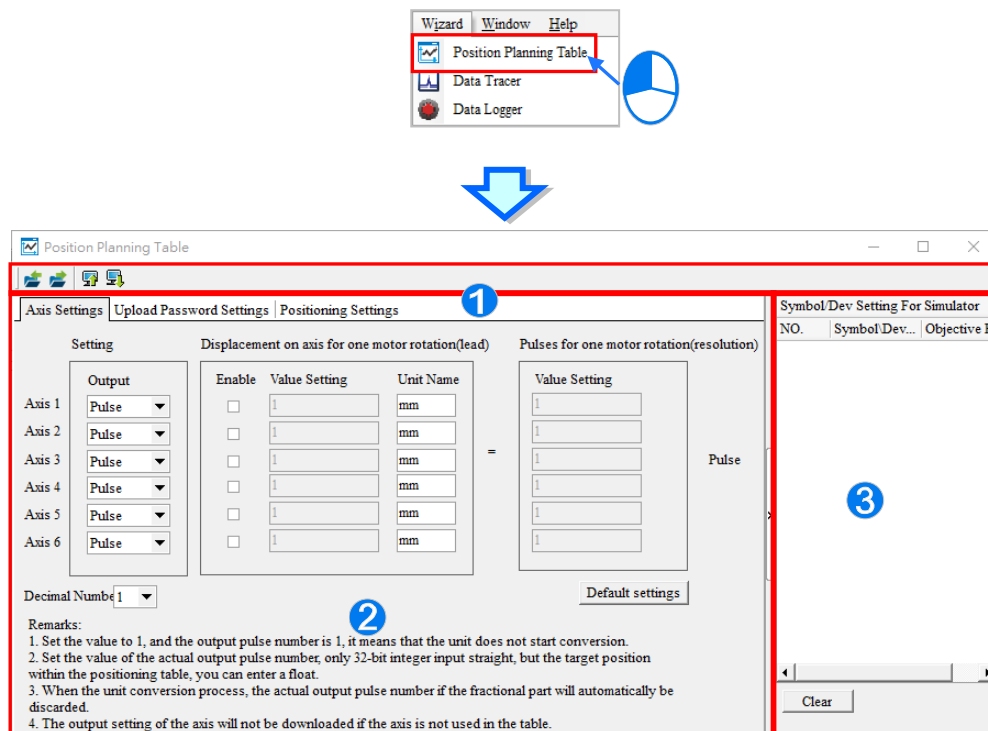 Wizard Window Help
Position Planning Table
Data Tracer
Data Logger
Position Planning Table
1
Axis Settings Upload Password Settings Positioning Settings
Setting Displacement on axis for one motor rotation(lead) Pulses for one motor rotation(resolution)
Output Enable Value Setting Unit Name Value Setting
Axis 1 Pulse 1 mm 1
Axis 2 Pulse 1 mm 1
Axis 3 Pulse 1 mm = 1 Pulse
Axis 4 Pulse 1 mm 1
Axis 5 Pulse 1 mm 1
Axis 6 Pulse 1 mm 1
Default settings
Decimal Numbe 1
2
Remarks:
1. Set the value to 1, and the output pulse number is 1, it means that the unit does not start conversion.
2. Set the value of the actual output pulse number, only 32-bit integer input straight, but the target position
within the positioning table, you can enter a float.
3. When the unit conversion process, the actual output pulse number if the fractional part will automatically be
discarded.
4. The output setting of the axis will not be downloaded if the axis is not used in the table.
Symbol/Dev Setting For Simulator
NO. Symbol\Dev... Objective
3
Clear